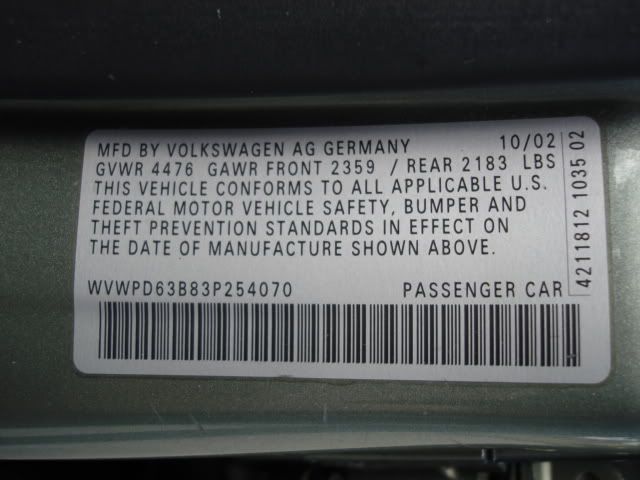 MFD BY VOLKSWAGEN AG GERMANY 10/02
GVWR 4476 GAWR FRONT 2359 / REAR 2183 LBS
THIS VEHICLE CONFORMS TO ALL APPLICABLE U.S.
FEDERAL MOTOR VEHICLE SAFETY, BUMPER AND
THEFT PREVENTION STANDARDS IN EFFECT ON
THE DATE OF MANUFACTURE SHOWN ABOVE.
WVWPD63B83P254070 PASSENGER CAR
4211812 1035 02